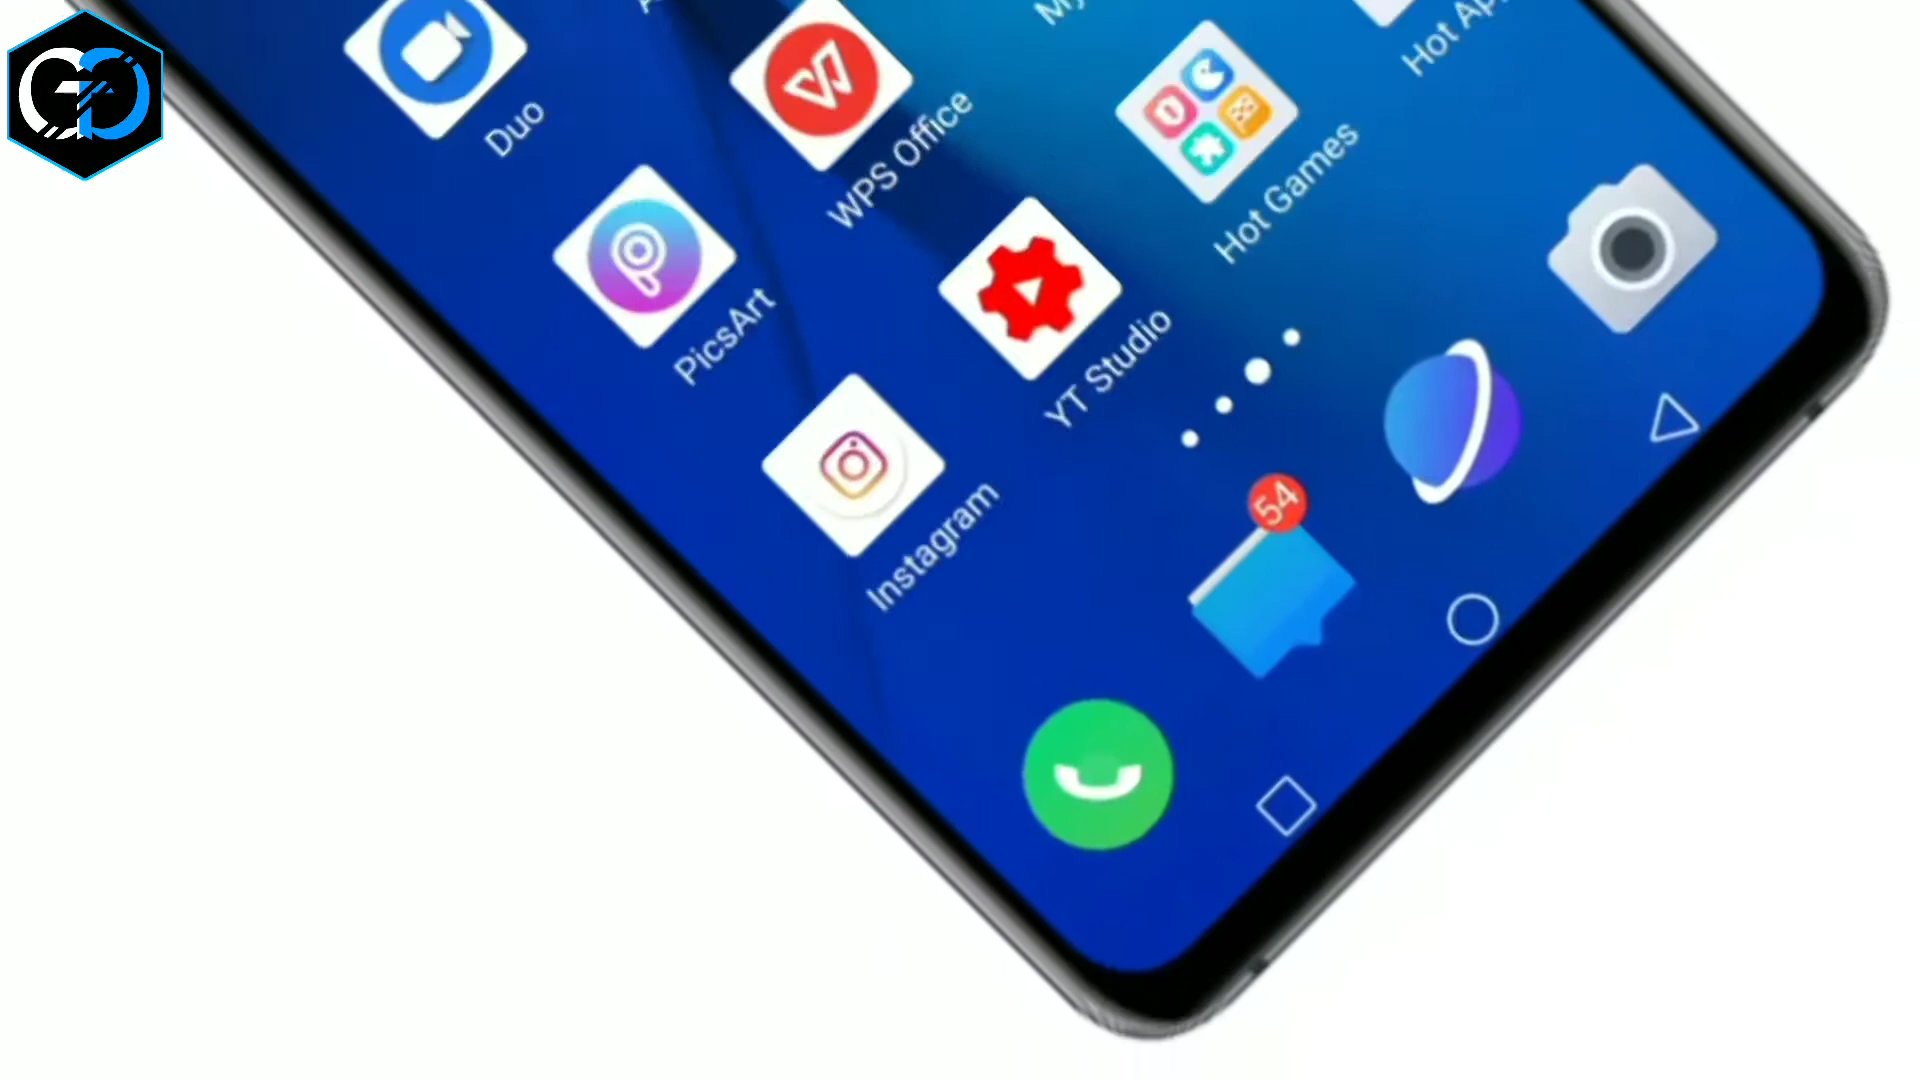 Duo
WPS Office
Hot Games
PicsArt
YT Studio
Instagram
54